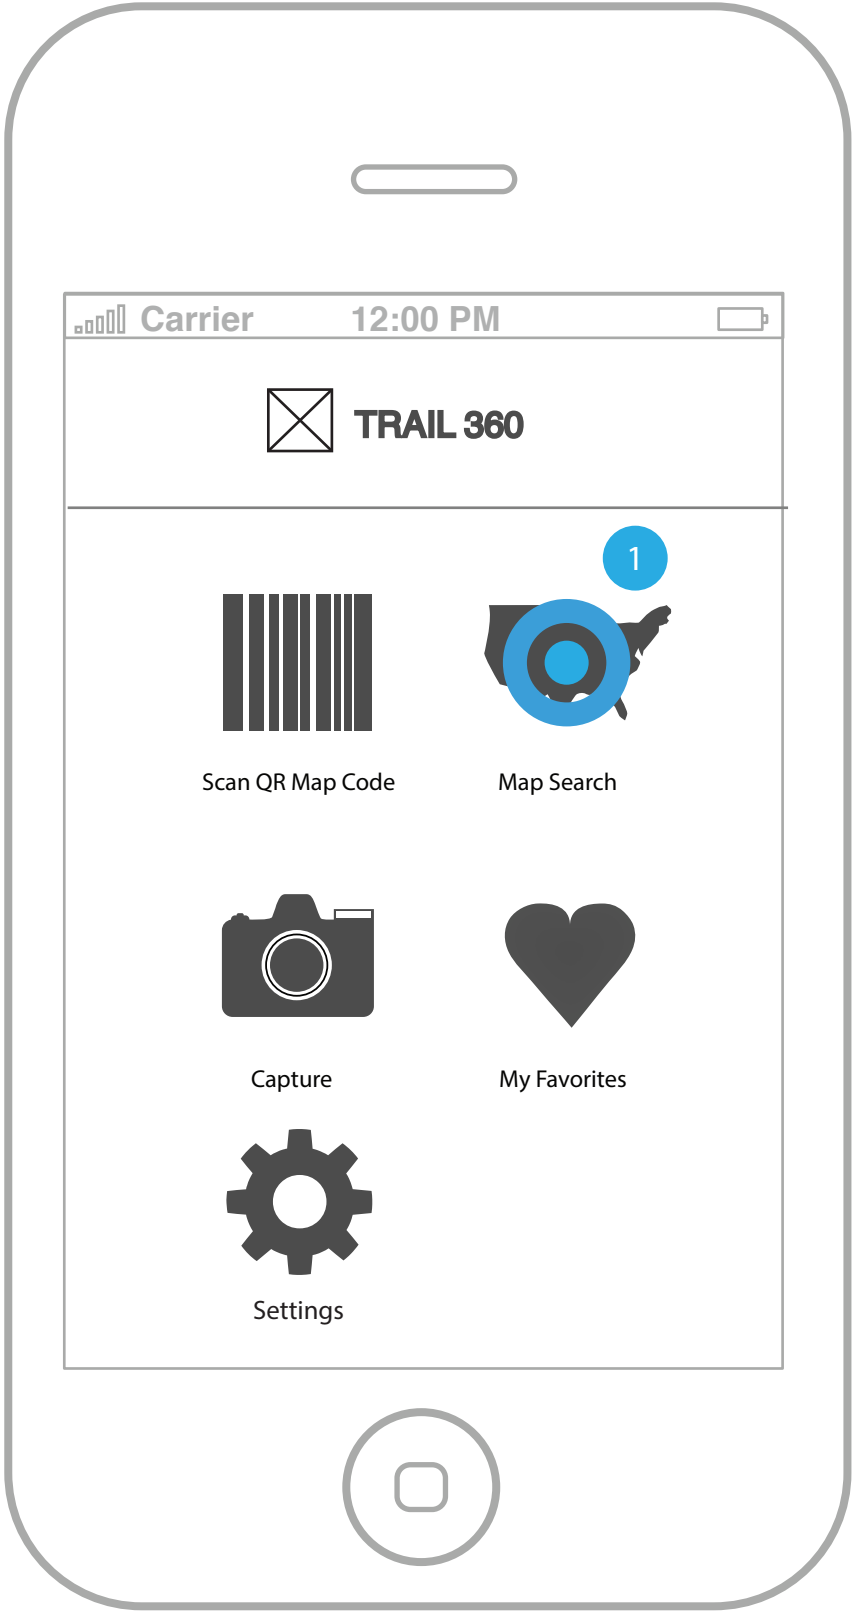 Carrier 12:00 PM
TRAIL 360
1
Scan QR Map Code
Map Search
Capture
My Favorites
Settings